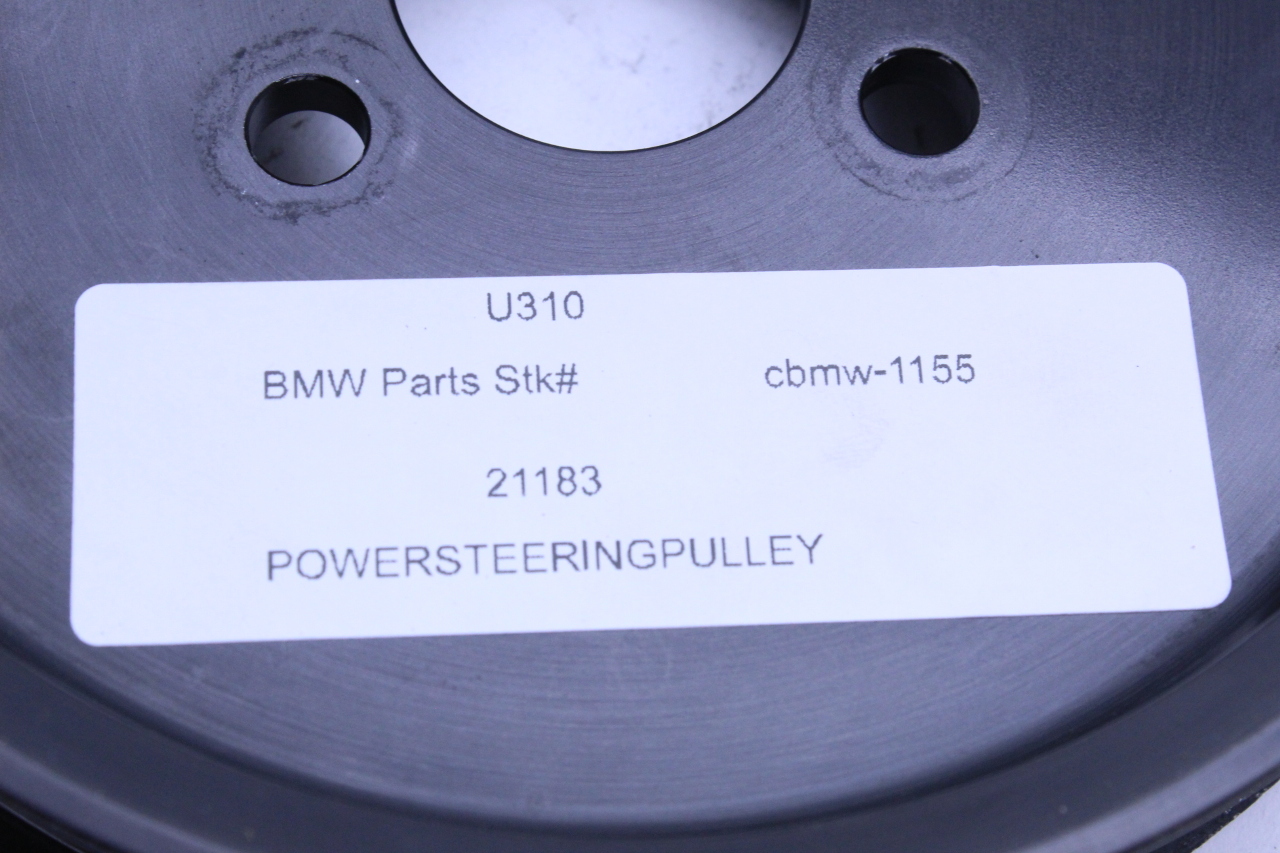 U310
BMW Parts Stk# cbmw-1155
21183
POWERSTEERINGPULLEY